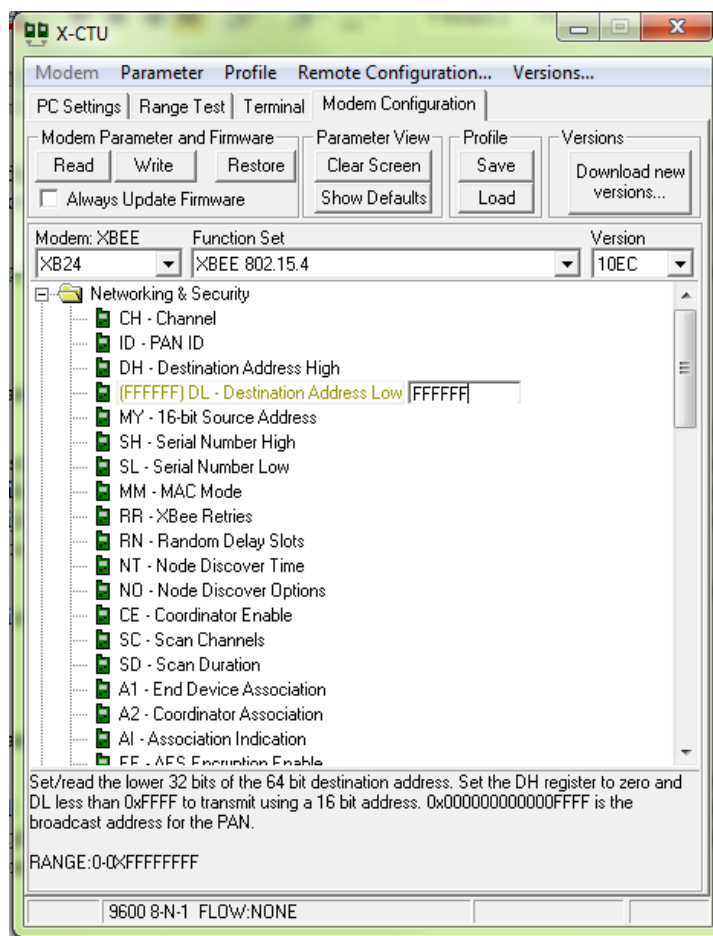 X-CTU
Modem Parameter Profile Remote Configuration... Versions...
PC Settings Range Test Terminal Modem Configuration
Modem Parameter and Firmware Parameter View Profile Versions
Read Write Restore Clear Screen Save Download new versions...
Always Update Firmware Show Defaults Load
Modem: XBEE Function Set Version
XB24 XBEE 802.15.4 10EC
Networking & Security
CH - Channel
ID - PAN ID
DH - Destination Address High
(FFFFFF) DL - Destination Address Low FFFFFF
MY - 16-bit Source Address
SH - Serial Number High
SL - Serial Number Low
MM - MAC Mode
RR - XBee Retries
RN - Random Delay Slots
NT - Node Discover Time
NO - Node Discover Options
CE - Coordinator Enable
SC - Scan Channels
SD - Scan Duration
A1 - End Device Association
A2 - Coordinator Association
AI - Association Indication
EE - AES Encryption Enable
Set/read the lower 32 bits of the 64 bit destination address. Set the DH register to zero and
DL less than 0xFFFF to transmit using a 16 bit address. 0x000000000000FFFF is the
broadcast address for the PAN.
RANGE:0-0XFFFFFFFF
9600 8-N-1 FLOW:NONE